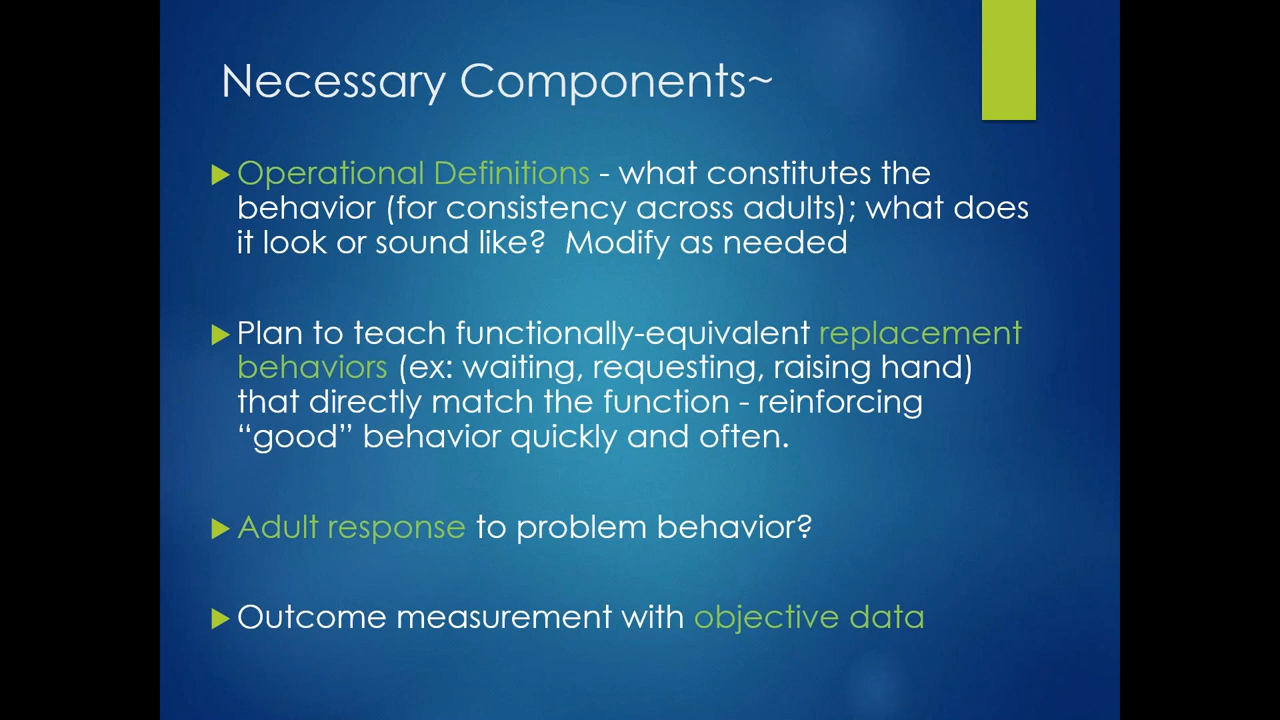 Necessary Components~
Operational Definitions - what constitutes the
behavior (for consistency across adults); what does
it look or sound like?  Modify as needed
Plan to teach functionally-equivalent replacement
behaviors (ex: waiting, requesting, raising hand)
that directly match the function - reinforcing
“good” behavior quickly and often.
Adult response to problem behavior?
Outcome measurement with objective data